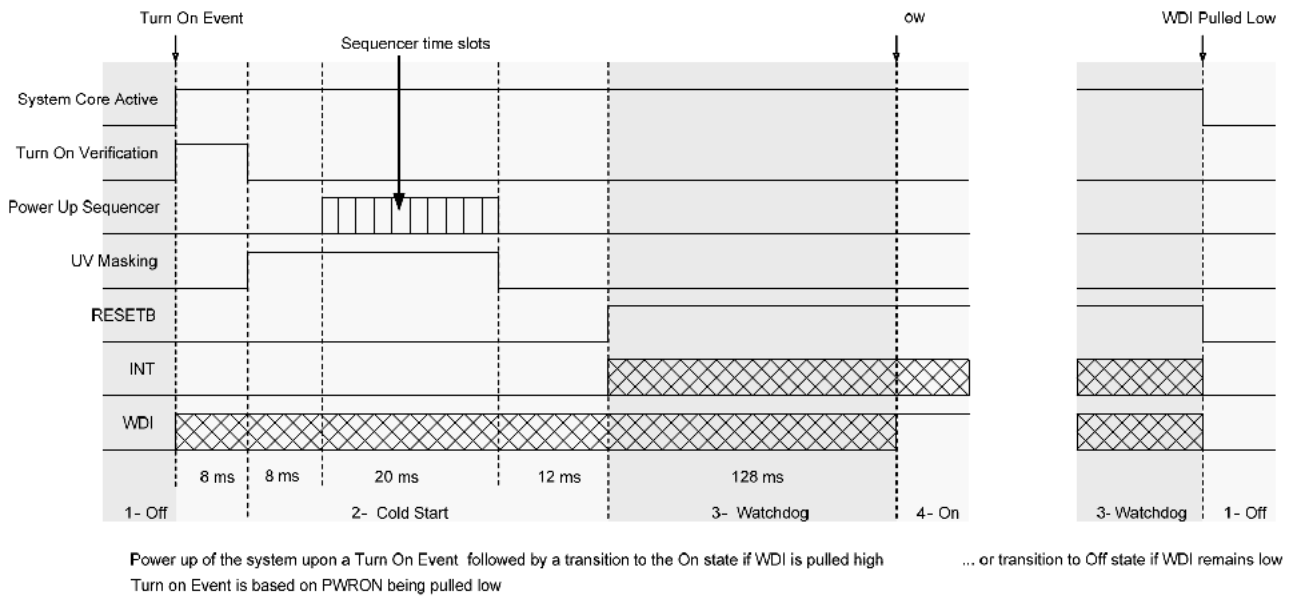 Turn On Event
ow
WDI Pulled Low
Sequencer time slots
System Core Active
Turn On Verification
Power Up Sequencer
UV Masking
RESETB
INT
WDI
8 ms
8 ms
20 ms
12 ms
128 ms
1- Off
2- Cold Start
3- Watchdog
4- On
3- Watchdog
1- Off
Power up of the system upon a Turn On Event followed by a transition to the On state if WDI is pulled high
... or transition to Off state if WDI remains low
Turn on Event is based on PWRON being pulled low